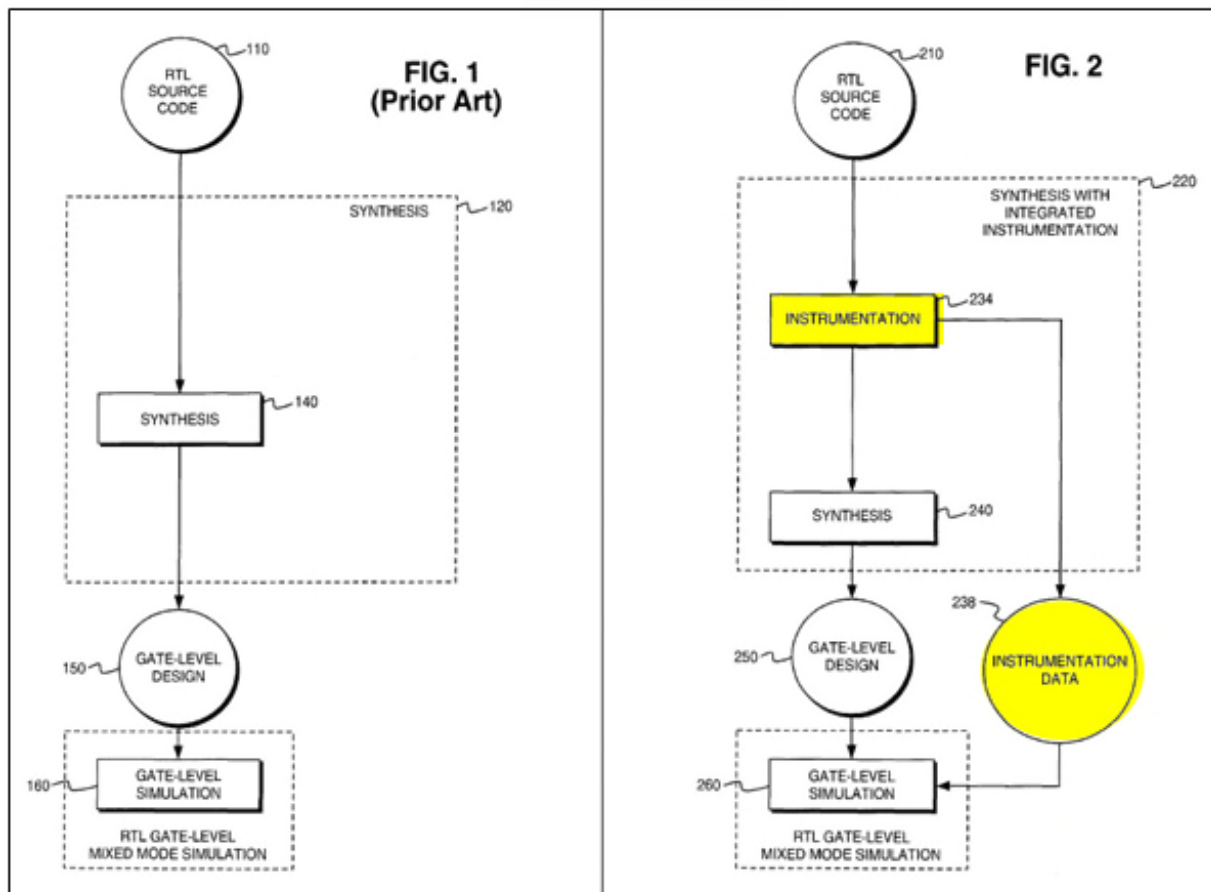 110
RTL
SOURCE
CODE
FIG. 1
(Prior Art)
SYNTHESIS
120
SYNTHESIS
140
150
GATE-LEVEL
DESIGN
160
GATE-LEVEL
SIMULATION
RTL GATE-LEVEL
MIXED MODE SIMULATION
210
RTL
SOURCE
CODE
FIG. 2
220
SYNTHESIS WITH
INTEGRATED
INSTRUMENTATION
234
INSTRUMENTATION
SYNTHESIS
240
238
250
GATE-LEVEL
DESIGN
INSTRUMENTATION
DATA
260
GATE-LEVEL
SIMULATION
RTL GATE-LEVEL
MIXED MODE SIMULATION